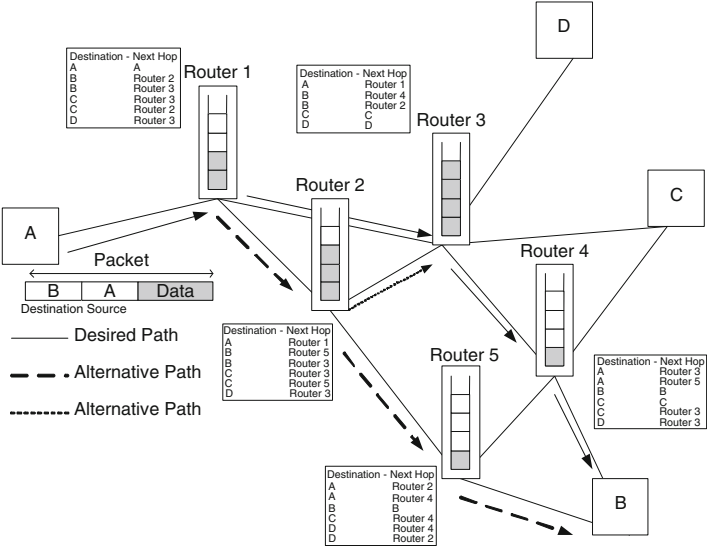 D
Destination - Next Hop
A A
B Router 2
B Router 3
C Router 3
C Router 2
D Router 3
Router 1
Destination - Next Hop
A Router 1
B Router 4
B Router 2
C C
D D
Router 3
Router 2
C
A
Packet
B A Data
Destination Source
Router 4
Desired Path
Alternative Path
Alternative Path
Destination - Next Hop
A Router 1
B Router 5
B Router 3
C Router 3
C Router 5
D Router 3
Router 5
Destination - Next Hop
A Router 3
A Router 5
B B
C C
C Router 3
D Router 3
Destination - Next Hop
A Router 2
A Router 4
B B
C Router 4
D Router 4
D Router 2
B